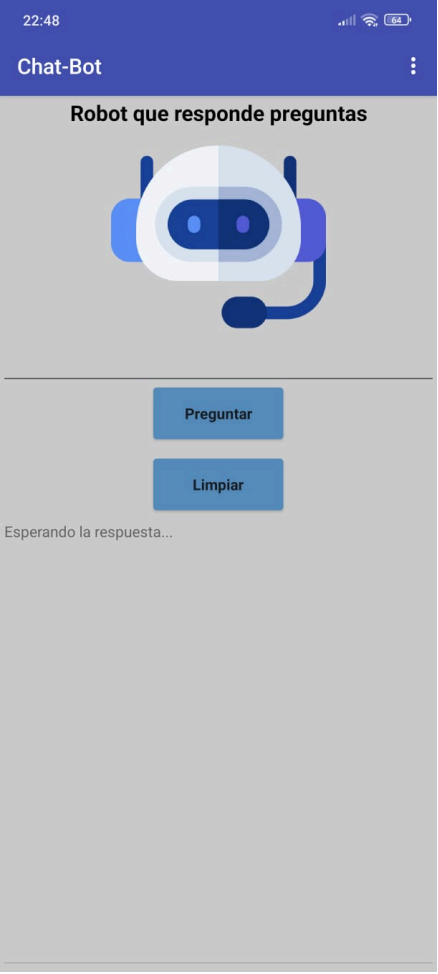 22:48
64
Chat-Bot
Robot que responde preguntas
Preguntar
Limpiar
Esperando la respuesta...